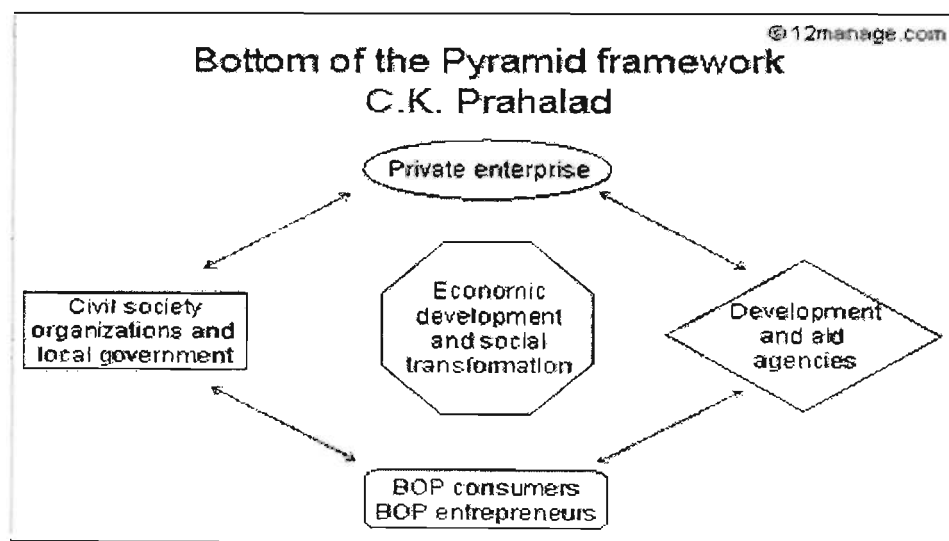 ©12manage.com
Bottom of the Pyramid framework
C.K. Prahalad
Private enterprise
Civil society
organizations and
local government
Economic
development
and social
transformation
Development
and aid
agencies
BOP consumers
BOP entrepreneurs